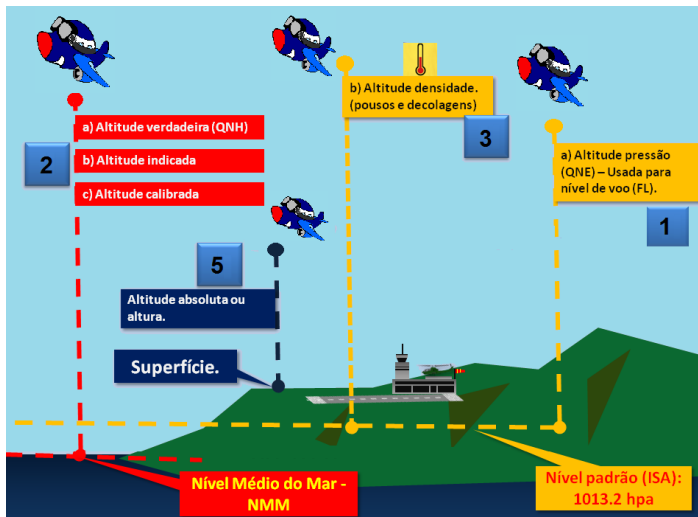 b) Altitude densidade.
(pousos e decolagens)
3
a) Altitude verdadeira (QNH)
b) Altitude indicada
c) Altitude calibrada
2
a) Altitude pressão
(QNE) – Usada para
nível de voo (FL).
1
5
Altitude absoluta ou
altura.
Superfície.
Nível Médio do Mar -
NMM
Nível padrão (ISA):
1013.2 hpa